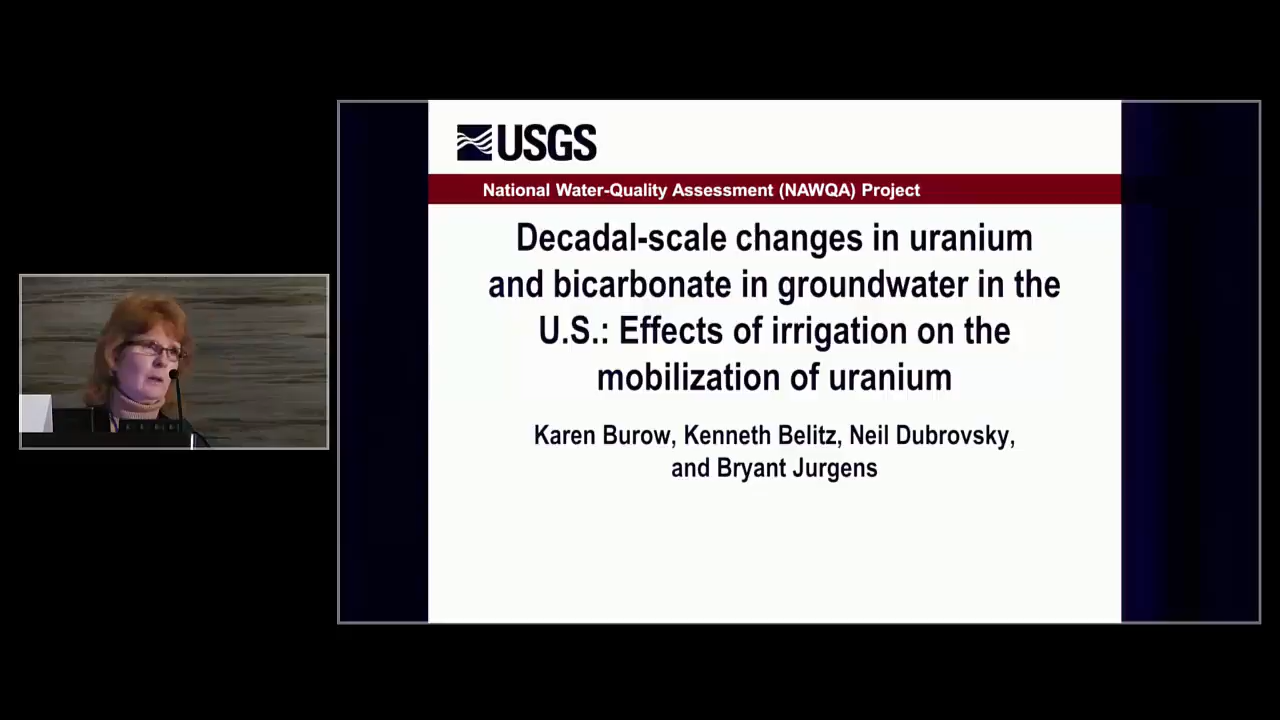 USGS
National Water-Quality Assessment (NAWQA) Project
Decadal-scale changes in uranium
and bicarbonate in groundwater in the
U.S.: Effects of irrigation on the
mobilization of uranium
Karen Burow, Kenneth Belitz, Neil Dubrovsky,
and Bryant Jurgens